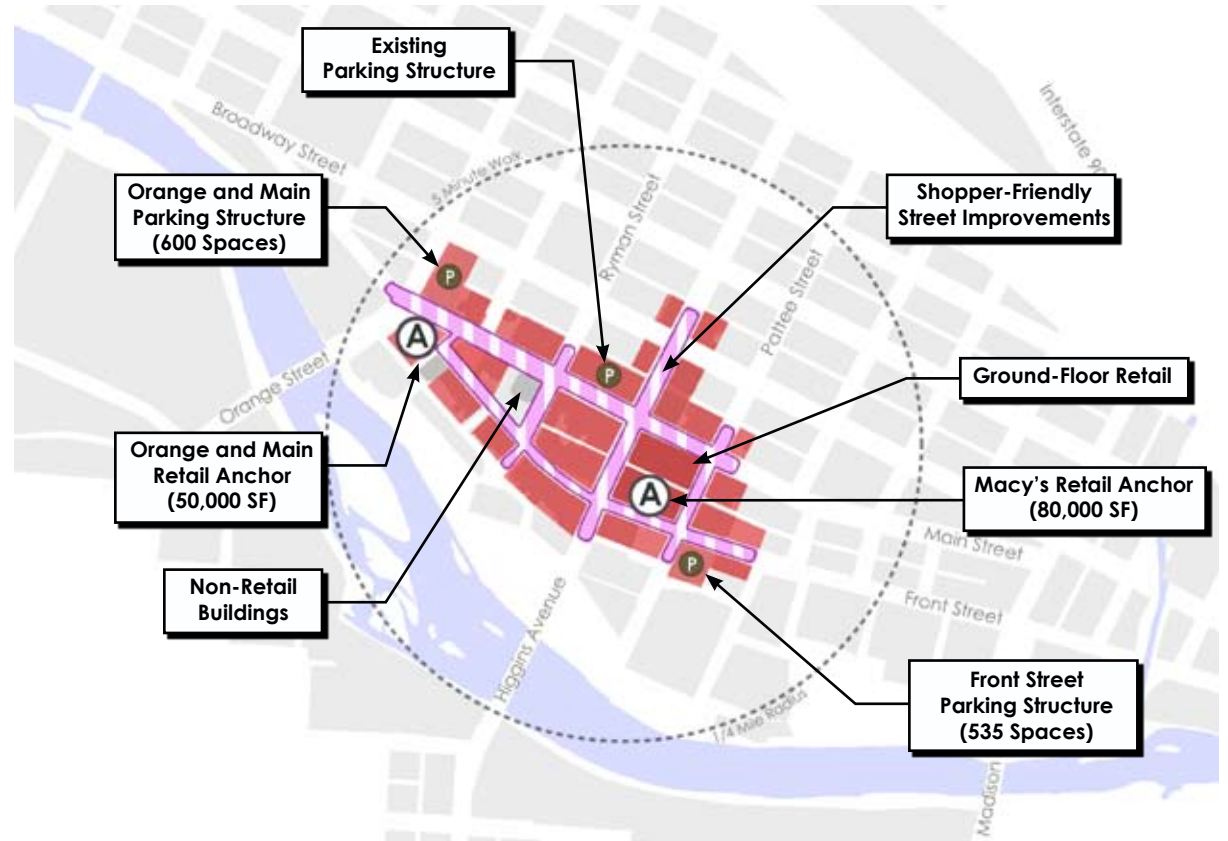 Existing
Parking Structure
Interstate 90
Broadway Street
5 Minute Walk
Orange and Main
Parking Structure
(600 Spaces)
Ryman Street
Shopper-Friendly
Street Improvements
P
Pattee Street
A
P
Orange Street
Ground-Floor Retail
Orange and Main
Retail Anchor
(50,000 SF)
A
Macy's Retail Anchor
(80,000 SF)
Main Street
P
Non-Retail
Buildings
Front Street
Higgins Avenue
Front Street
Parking Structure
(535 Spaces)
1/4 Mile Radius
Madison